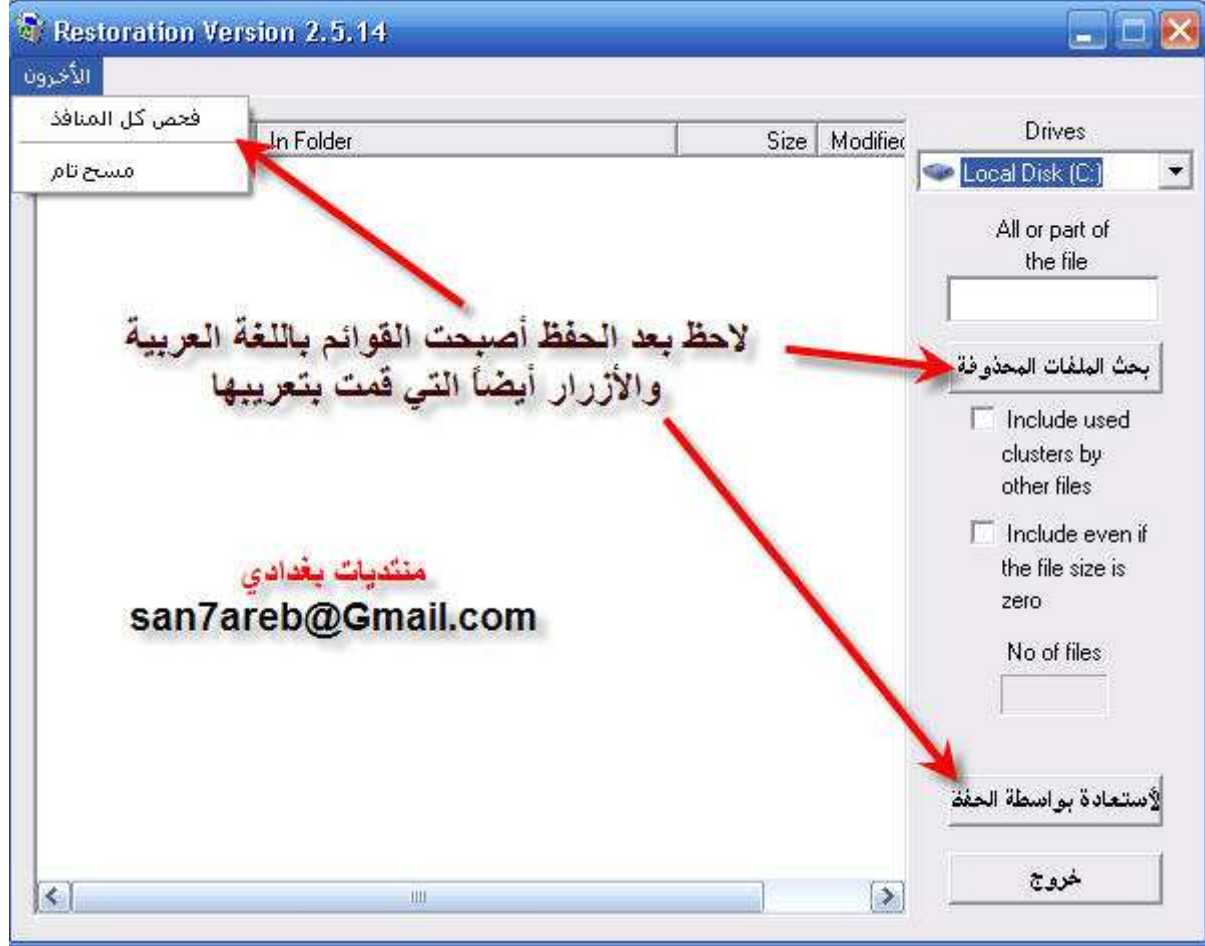 Restoration Version 2.5.14
الأخرون
فحص كل المنافذ
مسح تام
In Folder
Size
Modified
Drives
Local Disk (C:)
All or part of
the file
لاحظ بعد الحفظ أصبحت القوائم باللغة العربية
والأزرار أيضاً التي قمت بتعريبها
بحث الملفات المحذوفة
Include used
clusters by
other files
Include even if
the file size is
zero
منتديات بغدادي
san7areb@Gmail.com
No of files
لأستعادة بواسطة الحفظ
خروج